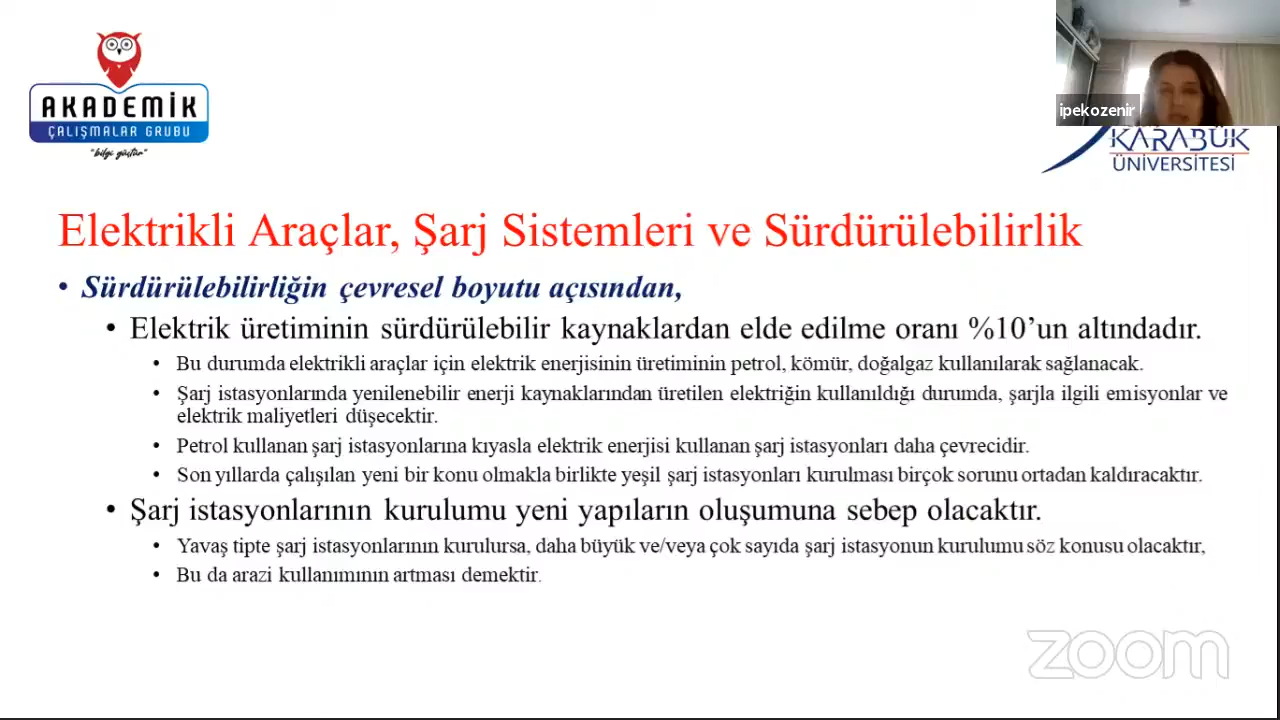 AKADEMİK
ÇALIŞMALAR GRUBU
"bilgi güçtür"
ipekozenir
KARABÜK
ÜNİVERSİTESİ
Elektrikli Araçlar, Şarj Sistemleri ve Sürdürülebilirlik
• Sürdürülebilirliğin çevresel boyutu açısından,
• Elektrik üretiminin sürdürülebilir kaynaklardan elde edilme oranı %10’un altındadır.
• Bu durumda elektrikli araçlar için elektrik enerjisinin üretiminin petrol, kömür, doğalgaz kullanılarak sağlanacak.
• Şarj istasyonlarında yenilenebilir enerji kaynaklarından üretilen elektriğin kullanıldığı durumda, şarjla ilgili emisyonlar ve
elektrik maliyetleri düşecektir.
• Petrol kullanan şarj istasyonlarına kıyasla elektrik enerjisi kullanan şarj istasyonları daha çevrecidir.
• Son yıllarda çalışılan yeni bir konu olmakla birlikte yeşil şarj istasyonları kurulması birçok sorunu ortadan kaldıracaktır.
• Şarj istasyonlarının kurulumu yeni yapıların oluşumuna sebep olacaktır.
• Yavaş tipte şarj istasyonlarının kurulursa, daha büyük ve/veya çok sayıda şarj istasyonun kurulumu söz konusu olacaktır,
• Bu da arazi kullanımının artması demektir.
zoom